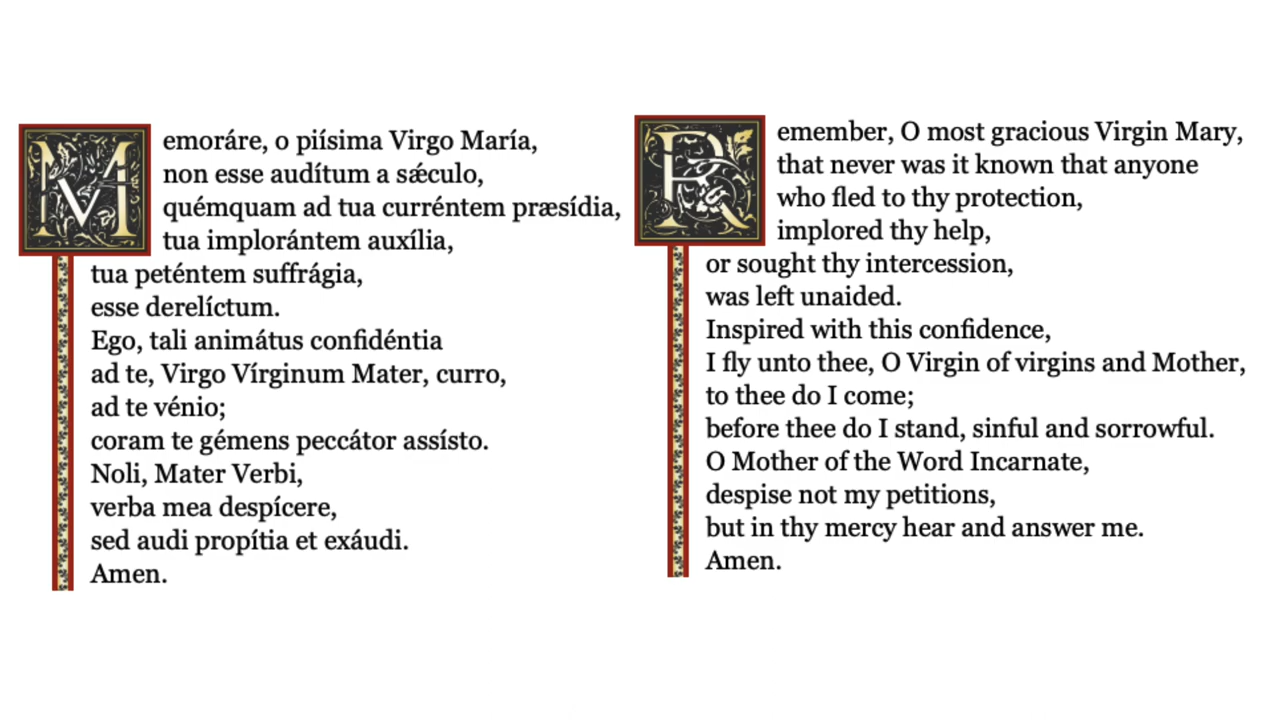 Memoráre, o piísima Virgo María,
non esse audítum a sǽculo,
quémquam ad tua curréntem præsídia,
tua implorántem auxília,
tua peténtem suffrágia,
esse derelíctum.
Ego, tali animátus confidéntia
ad te, Virgo Vírginum Mater, curro,
ad te vénio;
coram te gémens peccátor assísto.
Noli, Mater Verbi,
verba mea despícere,
sed audi propítia et exáudi.
Amen.
Remember, O most gracious Virgin Mary,
that never was it known that anyone
who fled to thy protection,
implored thy help,
or sought thy intercession,
was left unaided.
Inspired with this confidence,
I fly unto thee, O Virgin of virgins and Mother,
to thee do I come;
before thee do I stand, sinful and sorrowful.
O Mother of the Word Incarnate,
despise not my petitions,
but in thy mercy hear and answer me.
Amen.